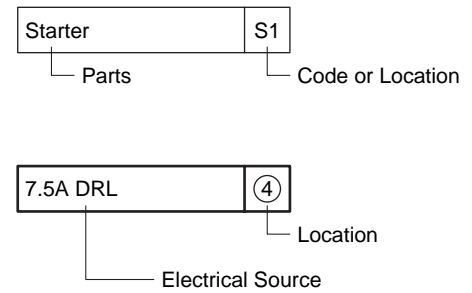 Starter S1
Parts Code or Location
7.5A DRL 4
Location
Electrical Source